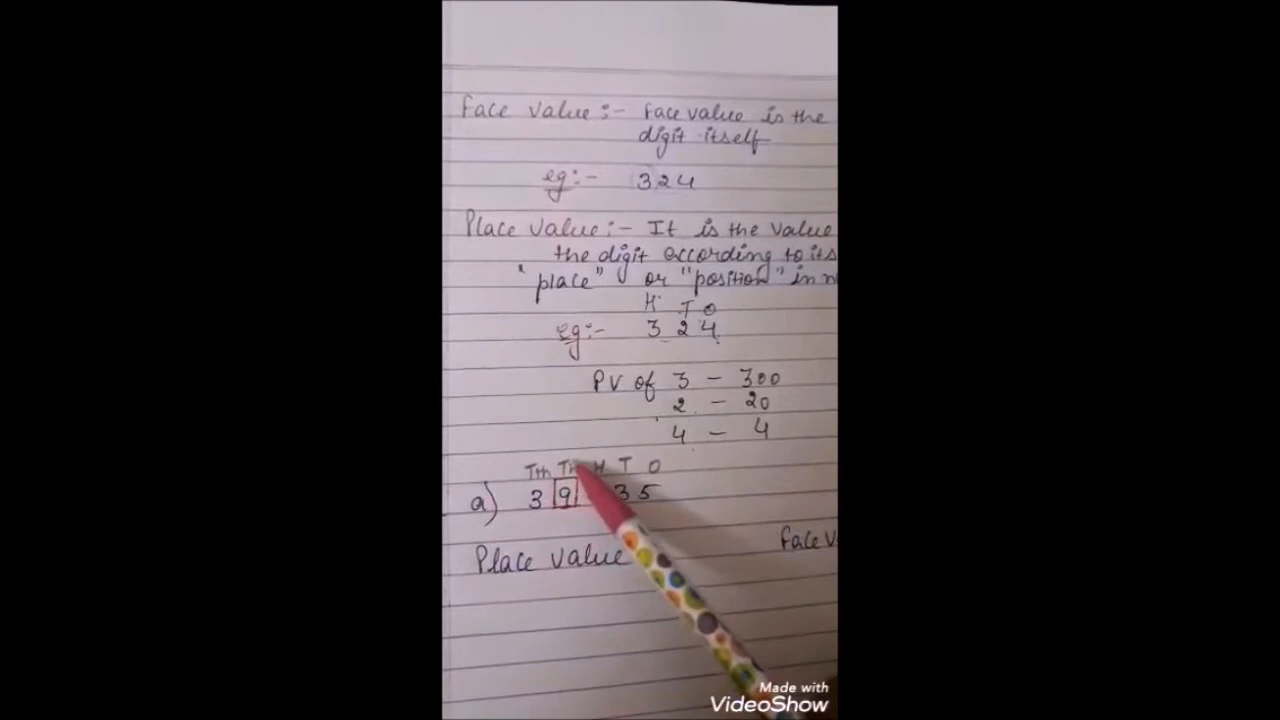 Face Value :- Face value is the
digit itself
eg:- 324
Place Value :- It is the value
the digit according to its
"place" or "position" in
H T O
eg:- 3 2 4
PV of 3 - 300
2 - 20
4 - 4
Tth Th H T O
a) 3 9 3 5
Place Value Face V
Made with
VideoShow